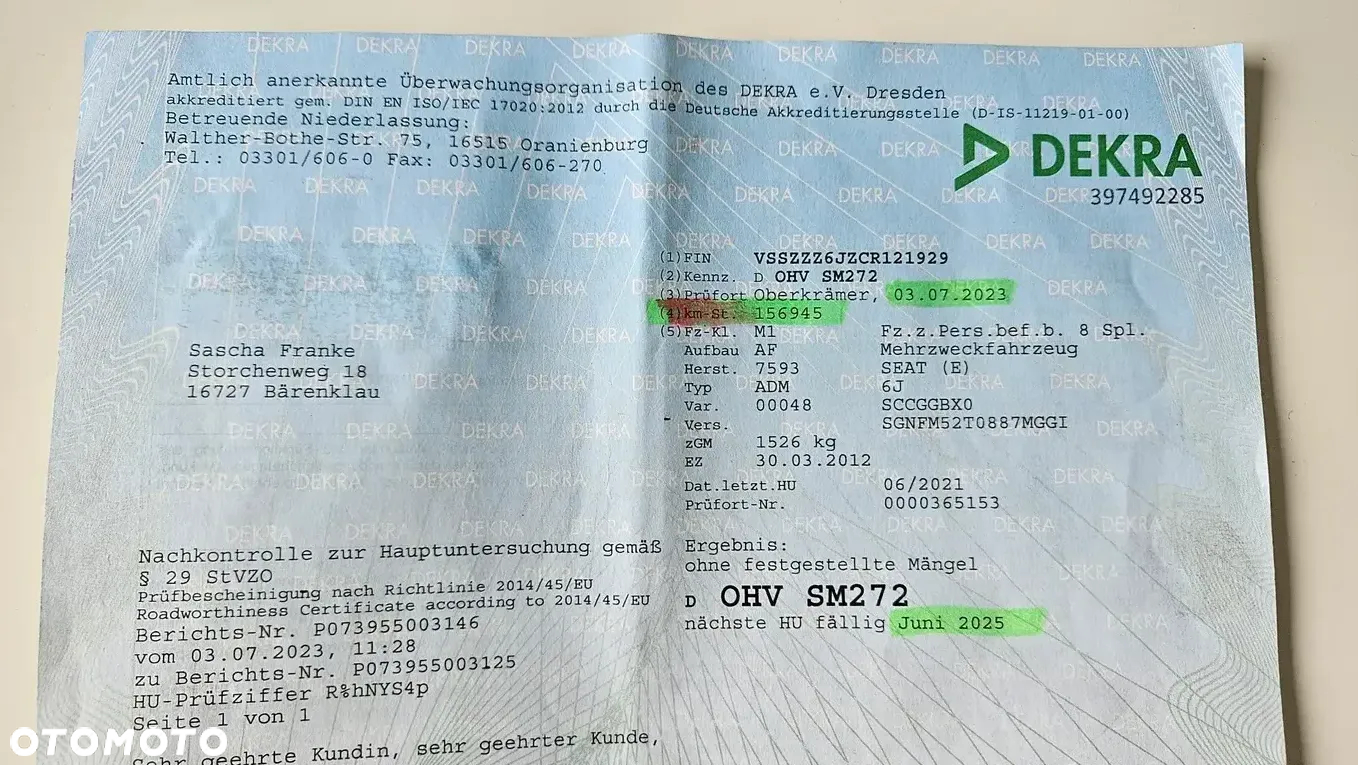 Amtlich anerkannte Überwachungsorganisation des DEKRA e.V. Dresden
akkreditiert gem. DIN EN ISO/IEC 17020:2012 durch die Deutsche Akkreditierungsstelle (D-IS-11219-01-00)
Betreuende Niederlassung:
Walther-Bothe-Str. 75, 16515 Oranienburg
Tel.: 03301/606-0 Fax: 03301/606-270
DEKRA
397492285
(1)FIN VSSZZZ6JZCR121929
(2)Kennz. D OHV SM272
(3)Prüfort Oberkrämer, 03.07.2023
(4)km-St. 156945
(5)Fz-Kl. M1 Fz.z.Pers.bef.b. 8 Spl.
Aufbau AF Mehrzweckfahrzeug
Herst. 7593 SEAT (E)
Typ ADM 6J
Var. 00048 SCCGGBX0
Vers. SGNFM52T0887MGGI
zGM 1526 kg
EZ 30.03.2012
Dat.letzt.HU 06/2021
Prüfort-Nr. 0000365153
Sascha Franke
Storchenweg 18
16727 Bärenklau
Nachkontrolle zur Hauptuntersuchung gemäß
§ 29 StVZO
Prüfbescheinigung nach Richtlinie 2014/45/EU
Roadworthiness Certificate according to 2014/45/EU
Berichts-Nr. P073955003146
vom 03.07.2023, 11:28
zu Berichts-Nr. P073955003125
HU-Prüfziffer R%hNYS4p
Seite 1 von 1
Ergebnis:
ohne festgestellte Mängel
D OHV SM272
nächste HU fällig Juni 2025
Sehr geehrte Kundin, sehr geehrter Kunde,
OTOMOTO